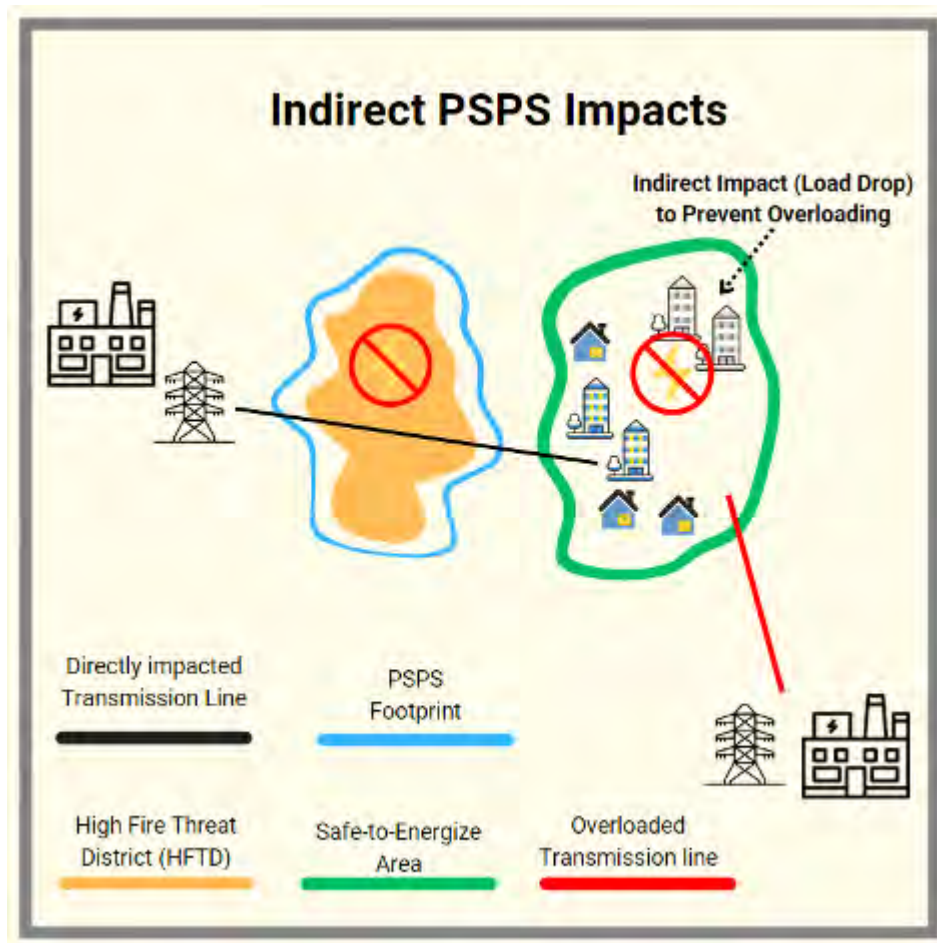 Indirect PSPS Impacts
Indirect Impact (Load Drop)
to Prevent Overloading
Directly impacted
Transmission Line
PSPS
Footprint
High Fire Threat
District (HFTD)
Safe-to-Energize
Area
Overloaded
Transmission line